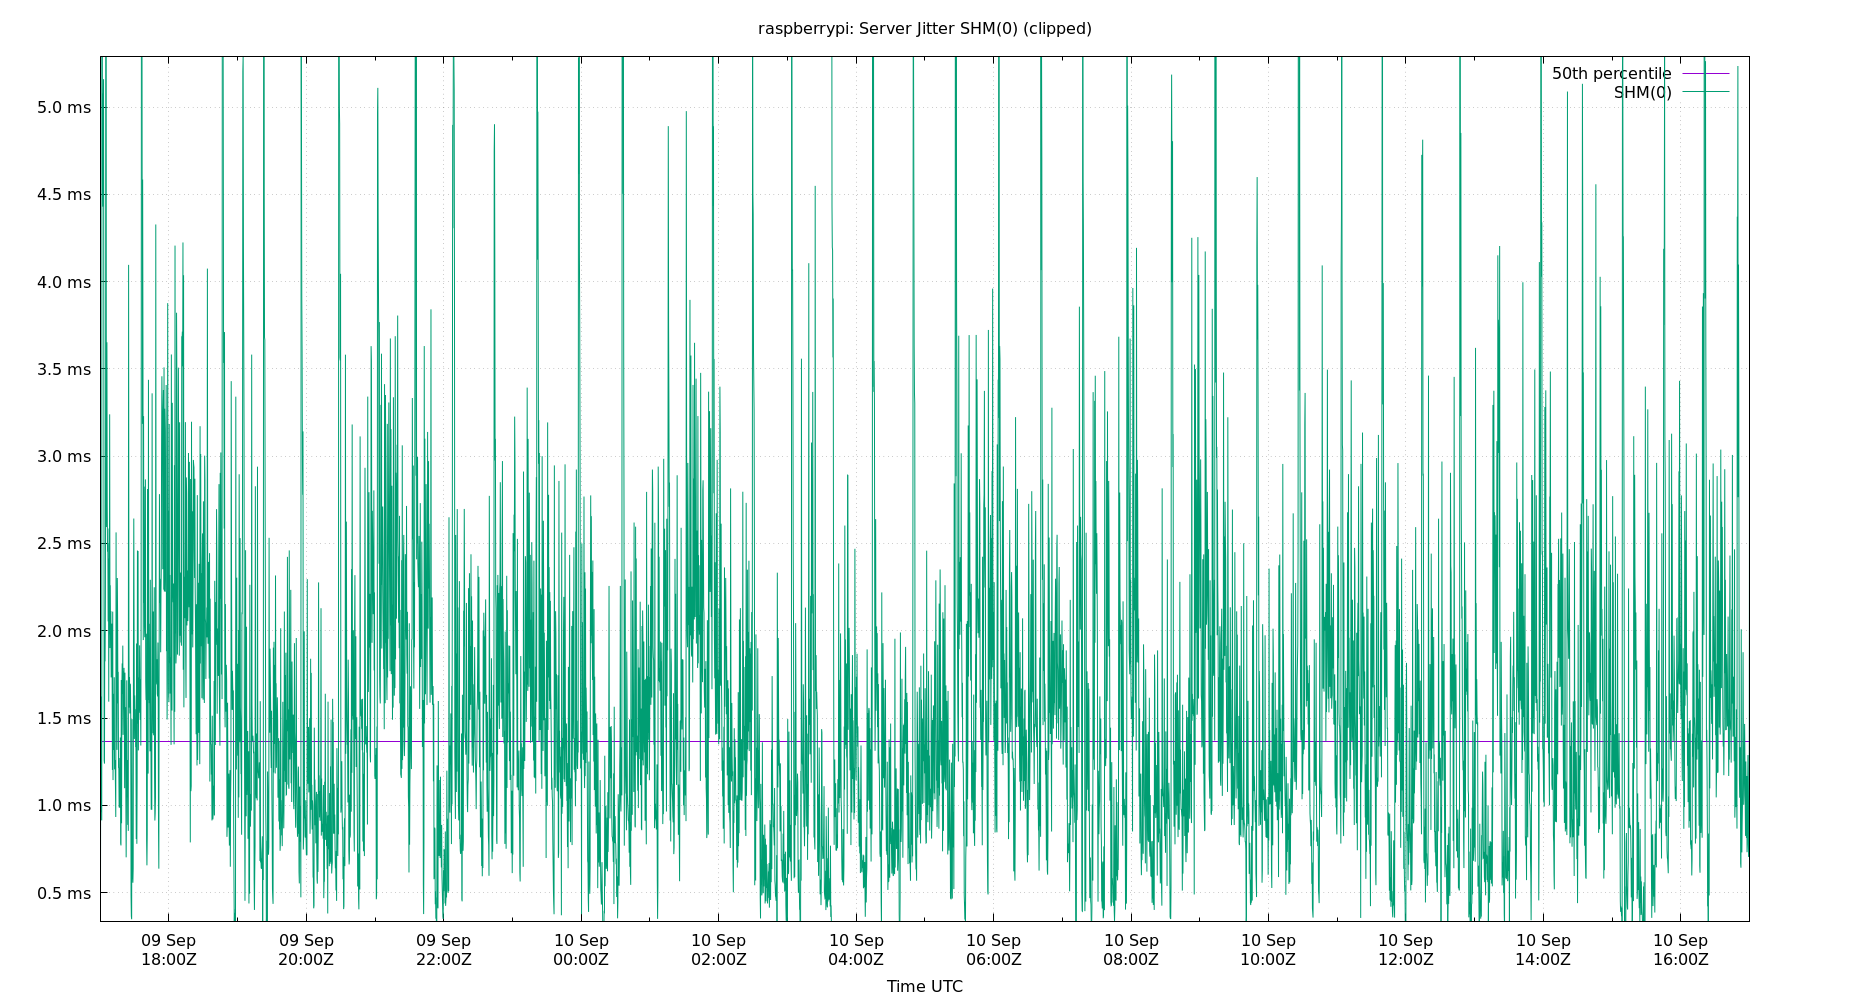 raspberrypi: Server Jitter SHM(0) (clipped)
50th percentile
SHM(0)
5.0 ms
4.5 ms
4.0 ms
3.5 ms
3.0 ms
2.5 ms
2.0 ms
1.5 ms
1.0 ms
0.5 ms
09 Sep 09 Sep 09 Sep 10 Sep 10 Sep 10 Sep 10 Sep 10 Sep 10 Sep 10 Sep 10 Sep 10 Sep
18:00Z 20:00Z 22:00Z 00:00Z 02:00Z 04:00Z 06:00Z 08:00Z 10:00Z 12:00Z 14:00Z 16:00Z
Time UTC